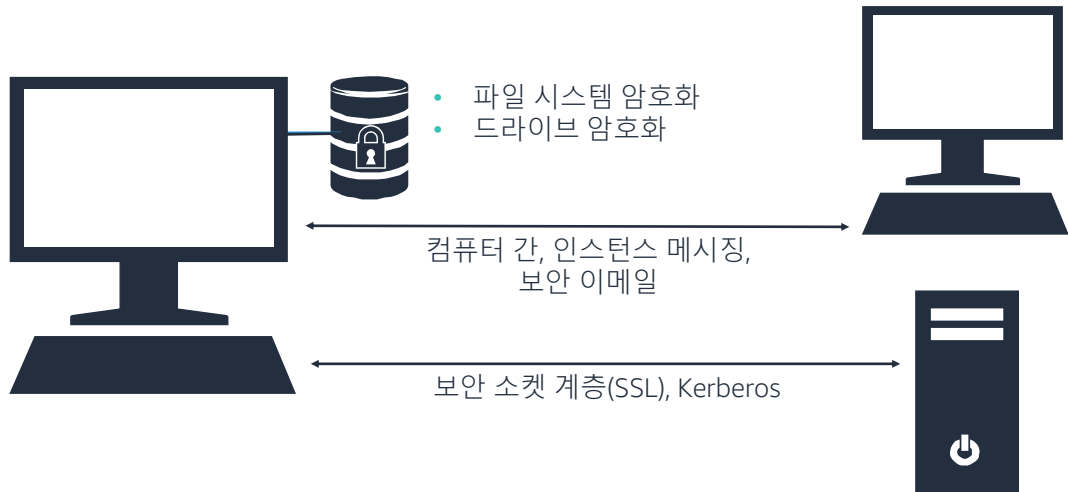 • 파일 시스템 암호화
• 드라이브 암호화
컴퓨터 간, 인스턴스 메시징,
보안 이메일
보안 소켓 계층(SSL), Kerberos